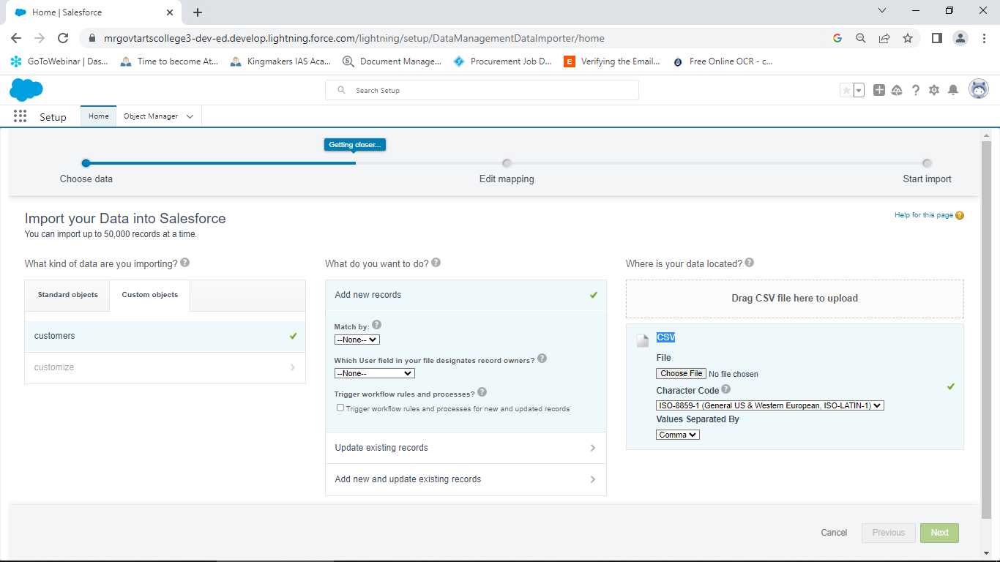 Home | Salesforce
mrgovtartscollege3-dev-ed.develop.lightning.force.com/lightning/setup/DataManagementDataImporter/home
GoToWebinar | Das... Time to become At... Kingmakers IAS Aca... Document Manage... Procurement Job D... Verifying the Email... Free Online OCR - c...
Search Setup
Setup Home Object Manager
Getting closer...
Choose data Edit mapping Start import
Import your Data into Salesforce
Help for this page
You can import up to 50,000 records at a time.
What kind of data are you importing?
Standard objects Custom objects
customers
customize
What do you want to do?
Add new records
Match by:
--None--
Which User field in your file designates record owners?
--None--
Trigger workflow rules and processes?
Trigger workflow rules and processes for new and updated records
Update existing records
Add new and update existing records
Where is your data located?
Drag CSV file here to upload
CSV
File
Choose File No file chosen
Character Code
ISO-8859-1 (General US & Western European, ISO-LATIN-1)
Values Separated By
Comma
Cancel Previous Next